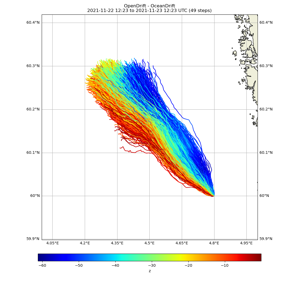 OpenDrift - OceanDrift
2021-11-22 12:23 to 2021-11-23 12:23 UTC (49 steps)
60.4°N
60.4°N
60.3°N
60.3°N
60.2°N
60.2°N
60.1°N
60.1°N
60°N
60°N
59.9°N
59.9°N
4.05°E
4.2°E
4.35°E
4.5°E
4.65°E
4.8°E
4.95°E
−60
−50
−40
−30
−20
−10